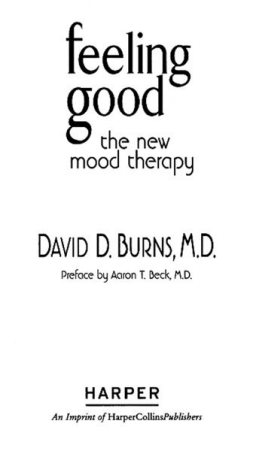 feeling
good
the new
mood therapy
DAVID D. BURNS, M.D.
Preface by Aaron T. Beck, M.D.
HARPER
An Imprint of HarperCollinsPublishers